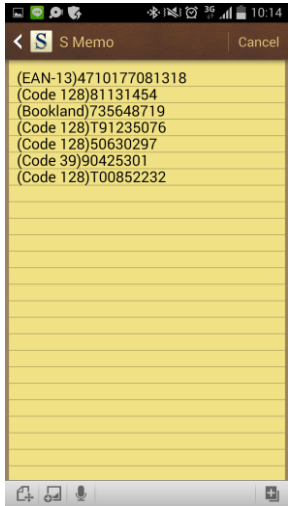 3G 10:14
S S Memo Cancel
(EAN-13)4710177081318
(Code 128)81131454
(Bookland)735648719
(Code 128)T91235076
(Code 128)50630297
(Code 39)90425301
(Code 128)T00852232